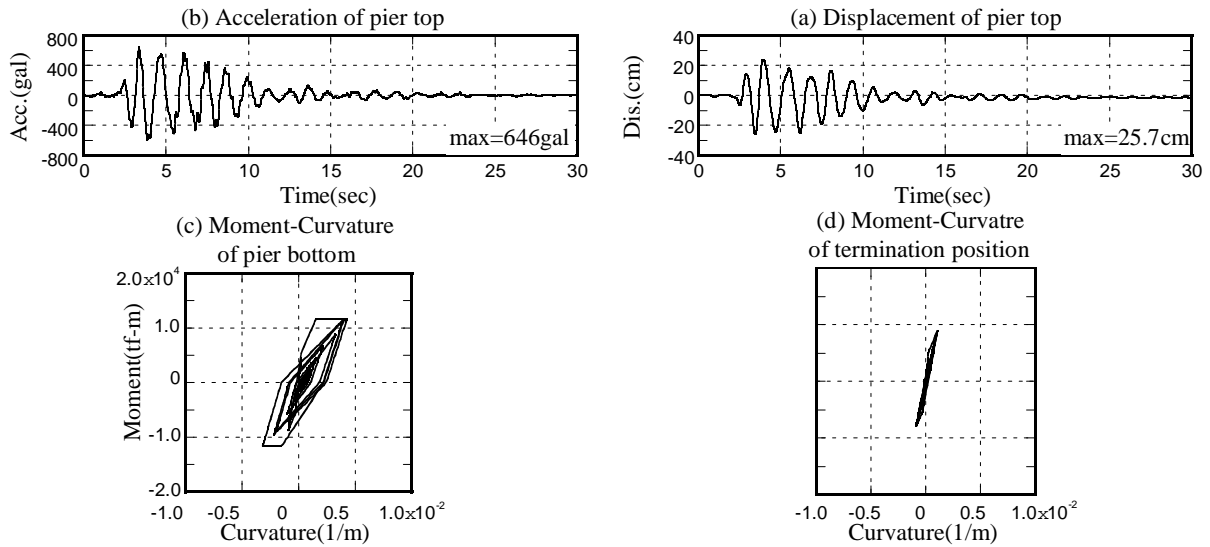 (b) Acceleration of pier top
800
400
0
-400
-800
Acc.(gal)
max=646gal
0 5 10 15 20 25 30
Time(sec)
(a) Displacement of pier top
40
20
0
-20
-40
Dis.(cm)
max=25.7cm
0 5 10 15 20 25 30
Time(sec)
(c) Moment-Curvature
of pier bottom
2.0x10⁴
1.0
0
-1.0
-2.0
Moment(tf-m)
-1.0 -0.5 0 0.5 1.0x10⁻²
Curvature(1/m)
(d) Moment-Curvatre
of termination position
-1.0 -0.5 0 0.5 1.0x10⁻²
Curvature(1/m)